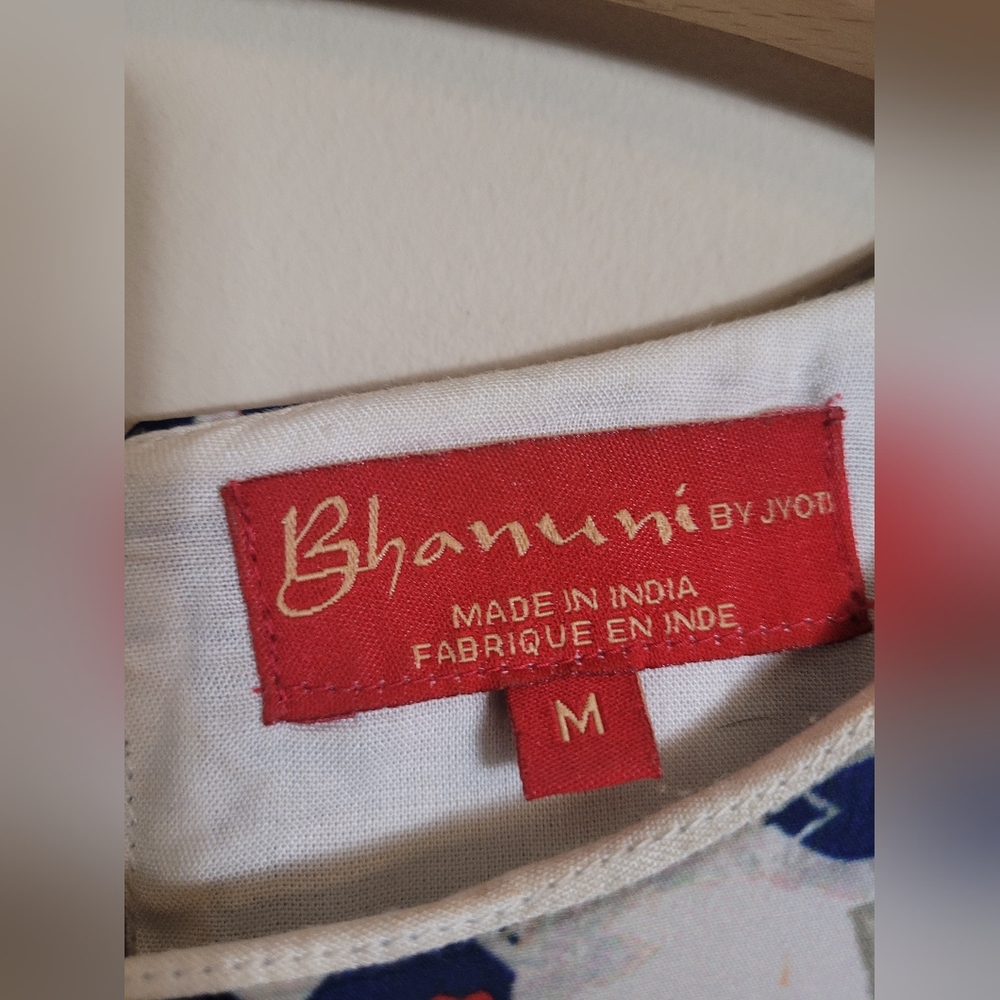 Bhanuni BY JYOTI
MADE IN INDIA
FABRIQUE EN INDE
M